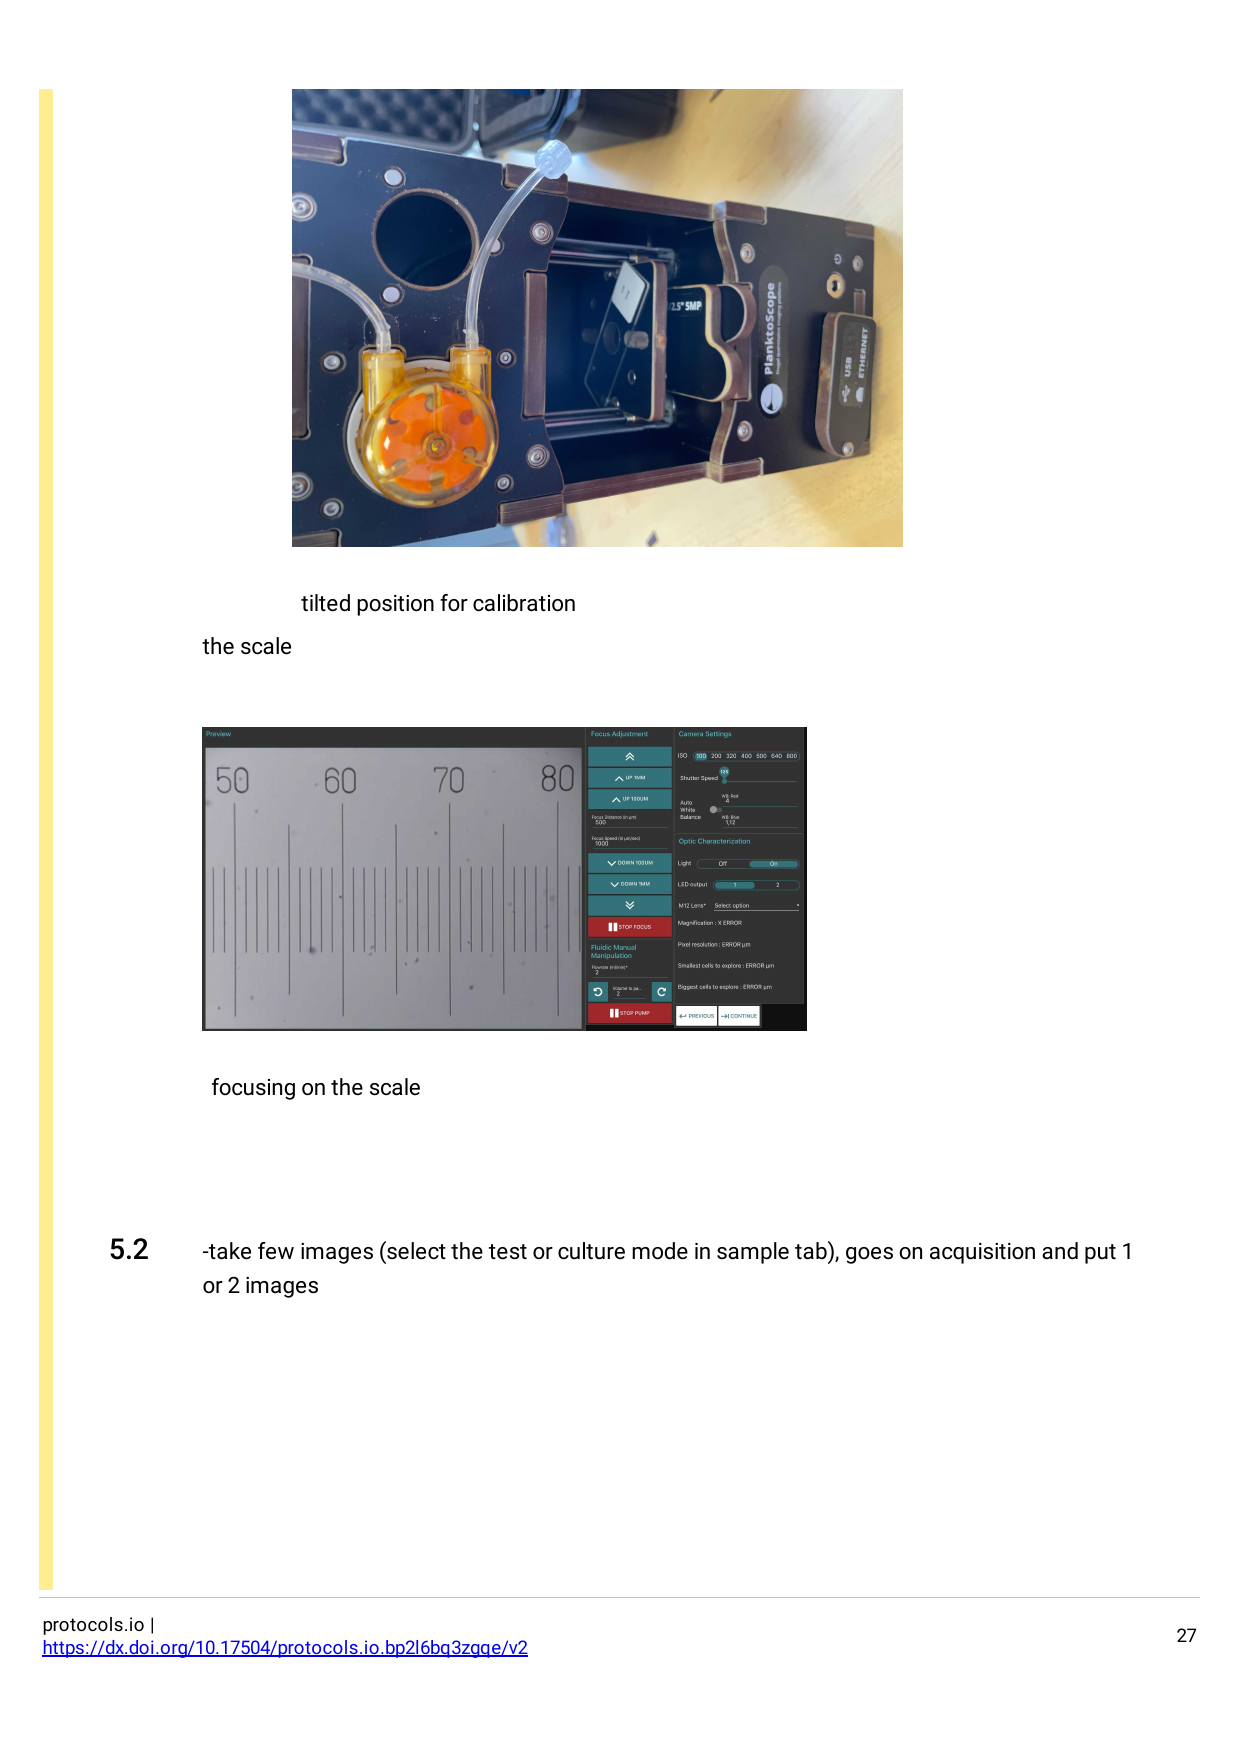 2.5" 5MP
PlanktoScope
USB
ETHERNET
tilted position for calibration
the scale
Preview
50 60 70 80
Focus Adjustment
UP 1MM
UP 100UM
Focus Distance (in µm)
500
Focus Speed (in µm/sec)
1000
DOWN 100UM
DOWN 1MM
STOP FOCUS
Fluidic Manual
Manipulation
Flowrate (ml/min)*
2
Volume to pa...
2
STOP PUMP
Camera Settings
ISO 100 200 320 400 500 640 800
Shutter Speed 125
Auto
White
Balance
WB: Red
4
WB: Blue
1,12
Optic Characterization
Light Off On
LED output 1 2
M12 Lens* Select option
Magnification : X ERROR
Pixel resolution : ERROR µm
Smallest cells to explore : ERROR µm
Biggest cells to explore : ERROR µm
PREVIOUS CONTINUE
focusing on the scale
5.2 -take few images (select the test or culture mode in sample tab), goes on acquisition and put 1
or 2 images
protocols.io |
https://dx.doi.org/10.17504/protocols.io.bp2l6bq3zgqe/v2
27